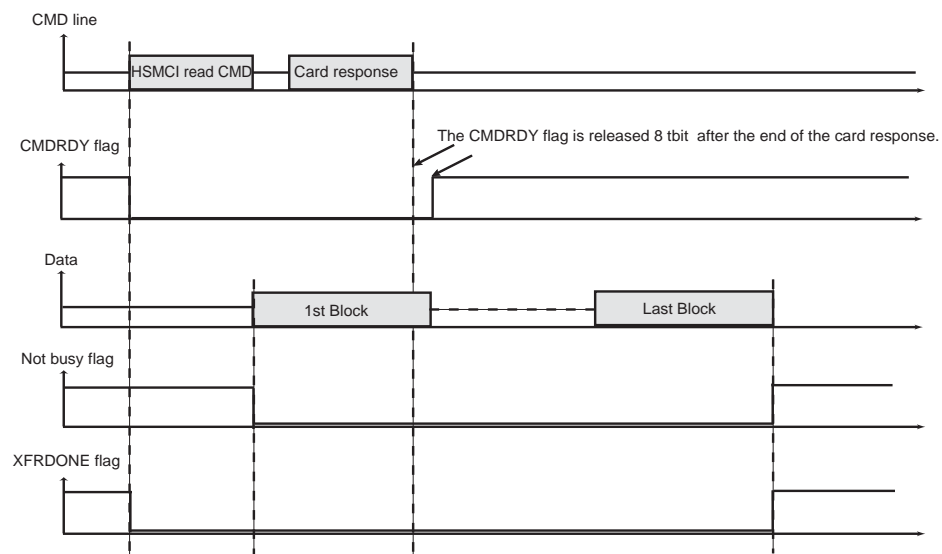 CMD line
HSMCI read CMD
Card response
The CMDRDY flag is released 8 tbit after the end of the card response.
CMDRDY flag
Data
1st Block
Last Block
Not busy flag
XFRDONE flag